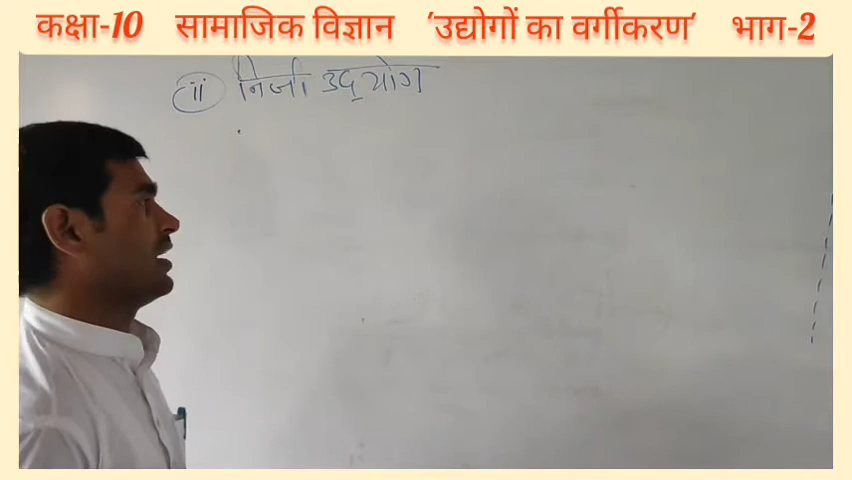 कक्षा-10 सामाजिक विज्ञान 'उद्योगों का वर्गीकरण' भाग-2
(ii) निजी उद्योग